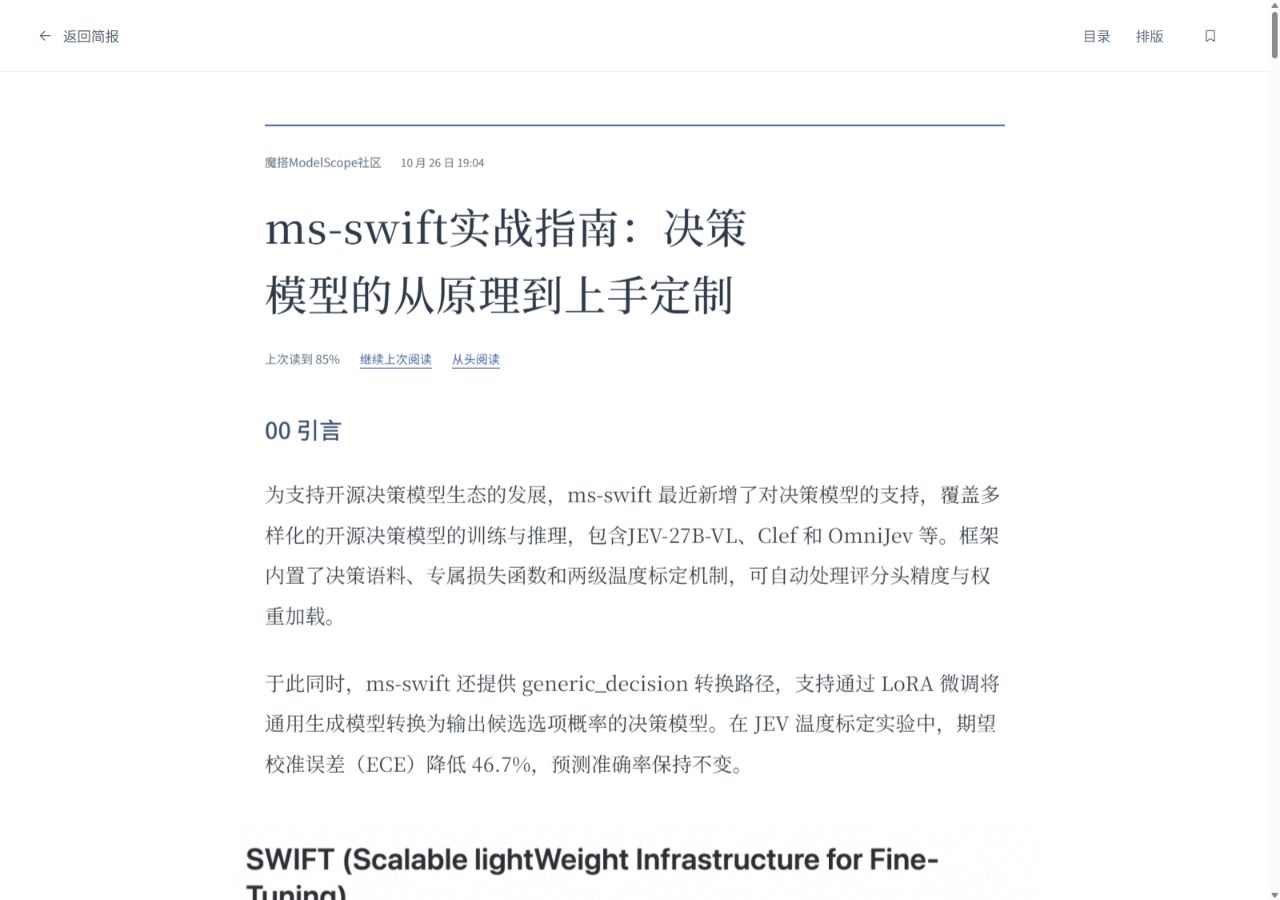 返回简报
目录 排版
魔搭ModelScope社区 10 月 26 日 19:04
ms-swift实战指南：决策
模型的从原理到上手定制
上次读到 85% 继续上次阅读 从头阅读
00 引言
为支持开源决策模型生态的发展，ms-swift 最近新增了对决策模型的支持，覆盖多
样化的开源决策模型的训练与推理，包含JEV-27B-VL、Clef 和 OmniJev 等。框架
内置了决策语料、专属损失函数和两级温度标定机制，可自动处理评分头精度与权
重加载。
于此同时，ms-swift 还提供 generic_decision 转换路径，支持通过 LoRA 微调将
通用生成模型转换为输出候选选项概率的决策模型。在 JEV 温度标定实验中，期望
校准误差（ECE）降低 46.7%，预测准确率保持不变。
SWIFT (Scalable lightWeight Infrastructure for Fine-
Tuning)